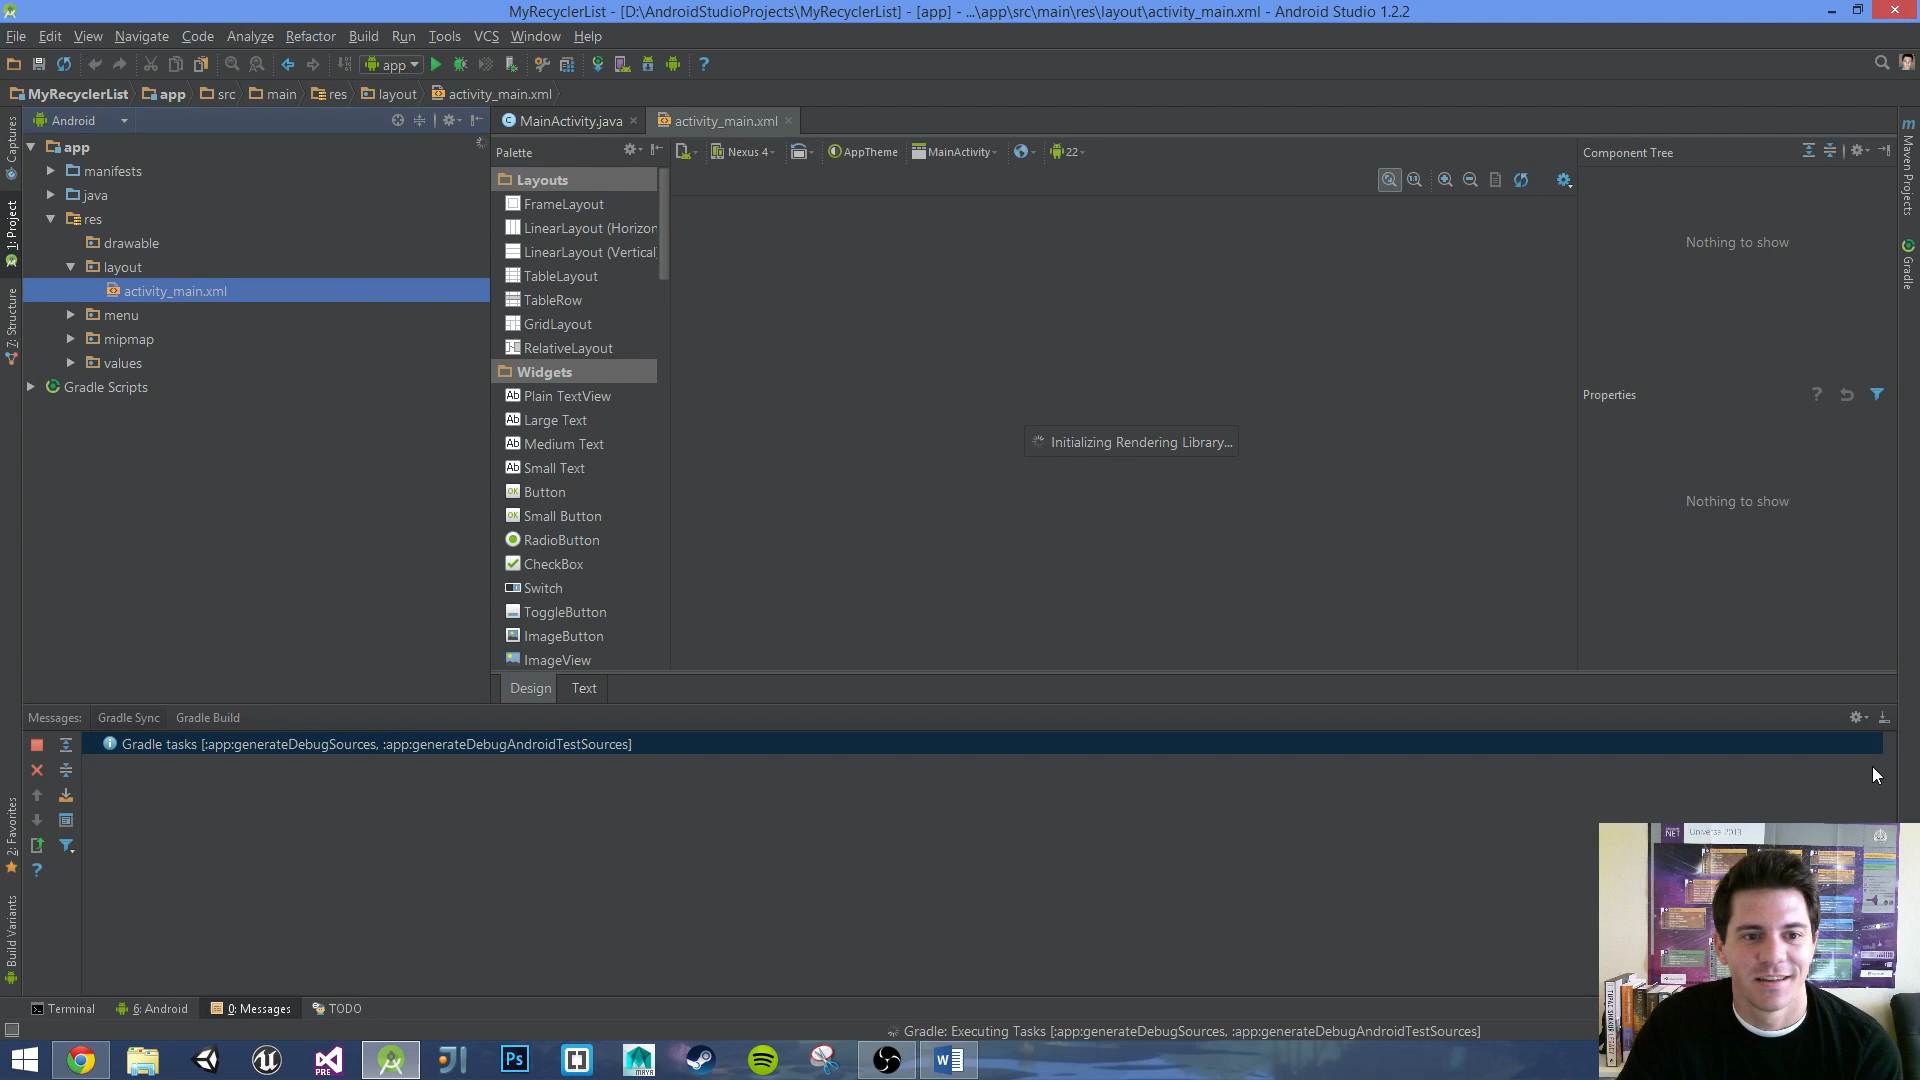 MyRecyclerList - [D:\AndroidStudioProjects\MyRecyclerList] - [app] - ...\app\src\main\res\layout\activity_main.xml - Android Studio 1.2.2
File Edit View Navigate Code Analyze Refactor Build Run Tools VCS Window Help
app
MyRecyclerList app src main res layout activity_main.xml
Captures
1: Project
7: Structure
2: Favorites
Build Variants
Android
app
manifests
java
res
drawable
layout
activity_main.xml
menu
mipmap
values
Gradle Scripts
MainActivity.java activity_main.xml
Palette
Layouts
FrameLayout
LinearLayout (Horizon
LinearLayout (Vertical
TableLayout
TableRow
GridLayout
RelativeLayout
Widgets
Plain TextView
Large Text
Medium Text
Small Text
Button
Small Button
RadioButton
CheckBox
Switch
ToggleButton
ImageButton
ImageView
Nexus 4 AppTheme MainActivity 22
Initializing Rendering Library...
Design Text
Component Tree
Nothing to show
Properties
Nothing to show
Maven Projects
Gradle
Messages: Gradle Sync Gradle Build
Gradle tasks [:app:generateDebugSources, :app:generateDebugAndroidTestSources]
Terminal 6: Android 0: Messages TODO
Gradle: Executing Tasks [:app:generateDebugSources, :app:generateDebugAndroidTestSources]
PRE
Ps
MAYA
W
NET Universe 2013